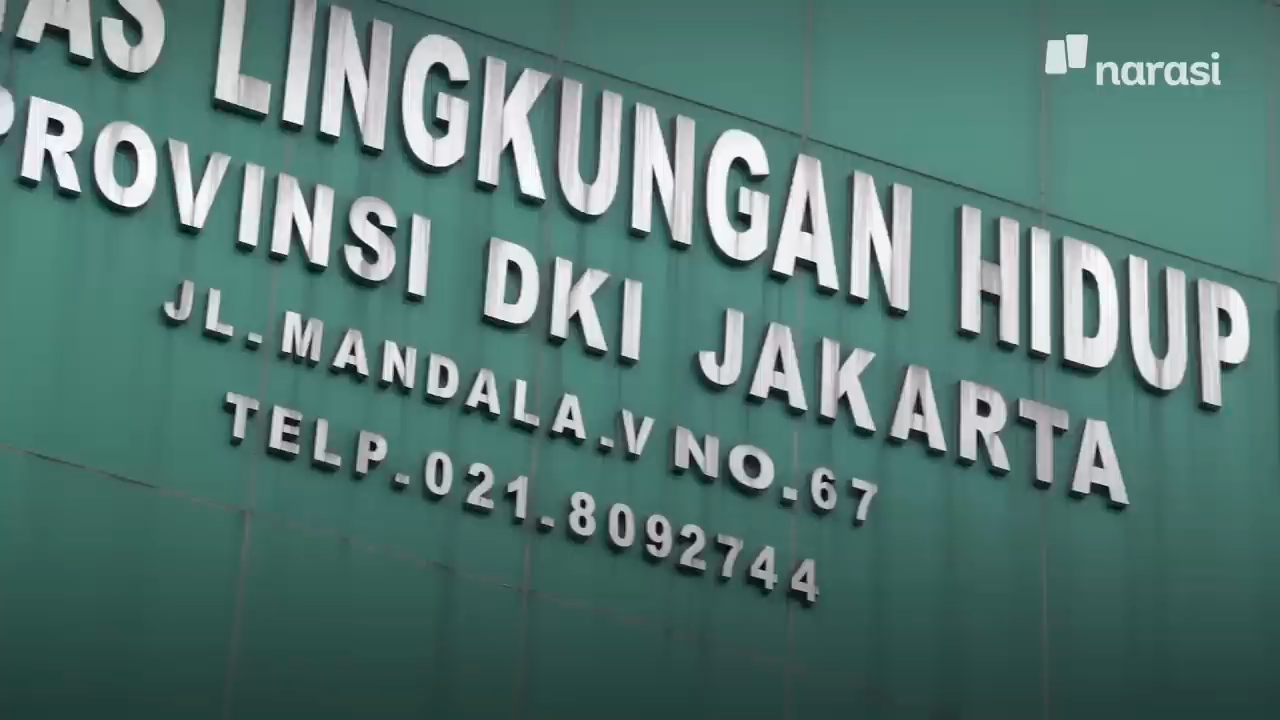 narasi
LINGKUNGAN HIDUP
PROVINSI DKI JAKARTA
JL. MANDALA.V NO.67
TELP.021.8092744